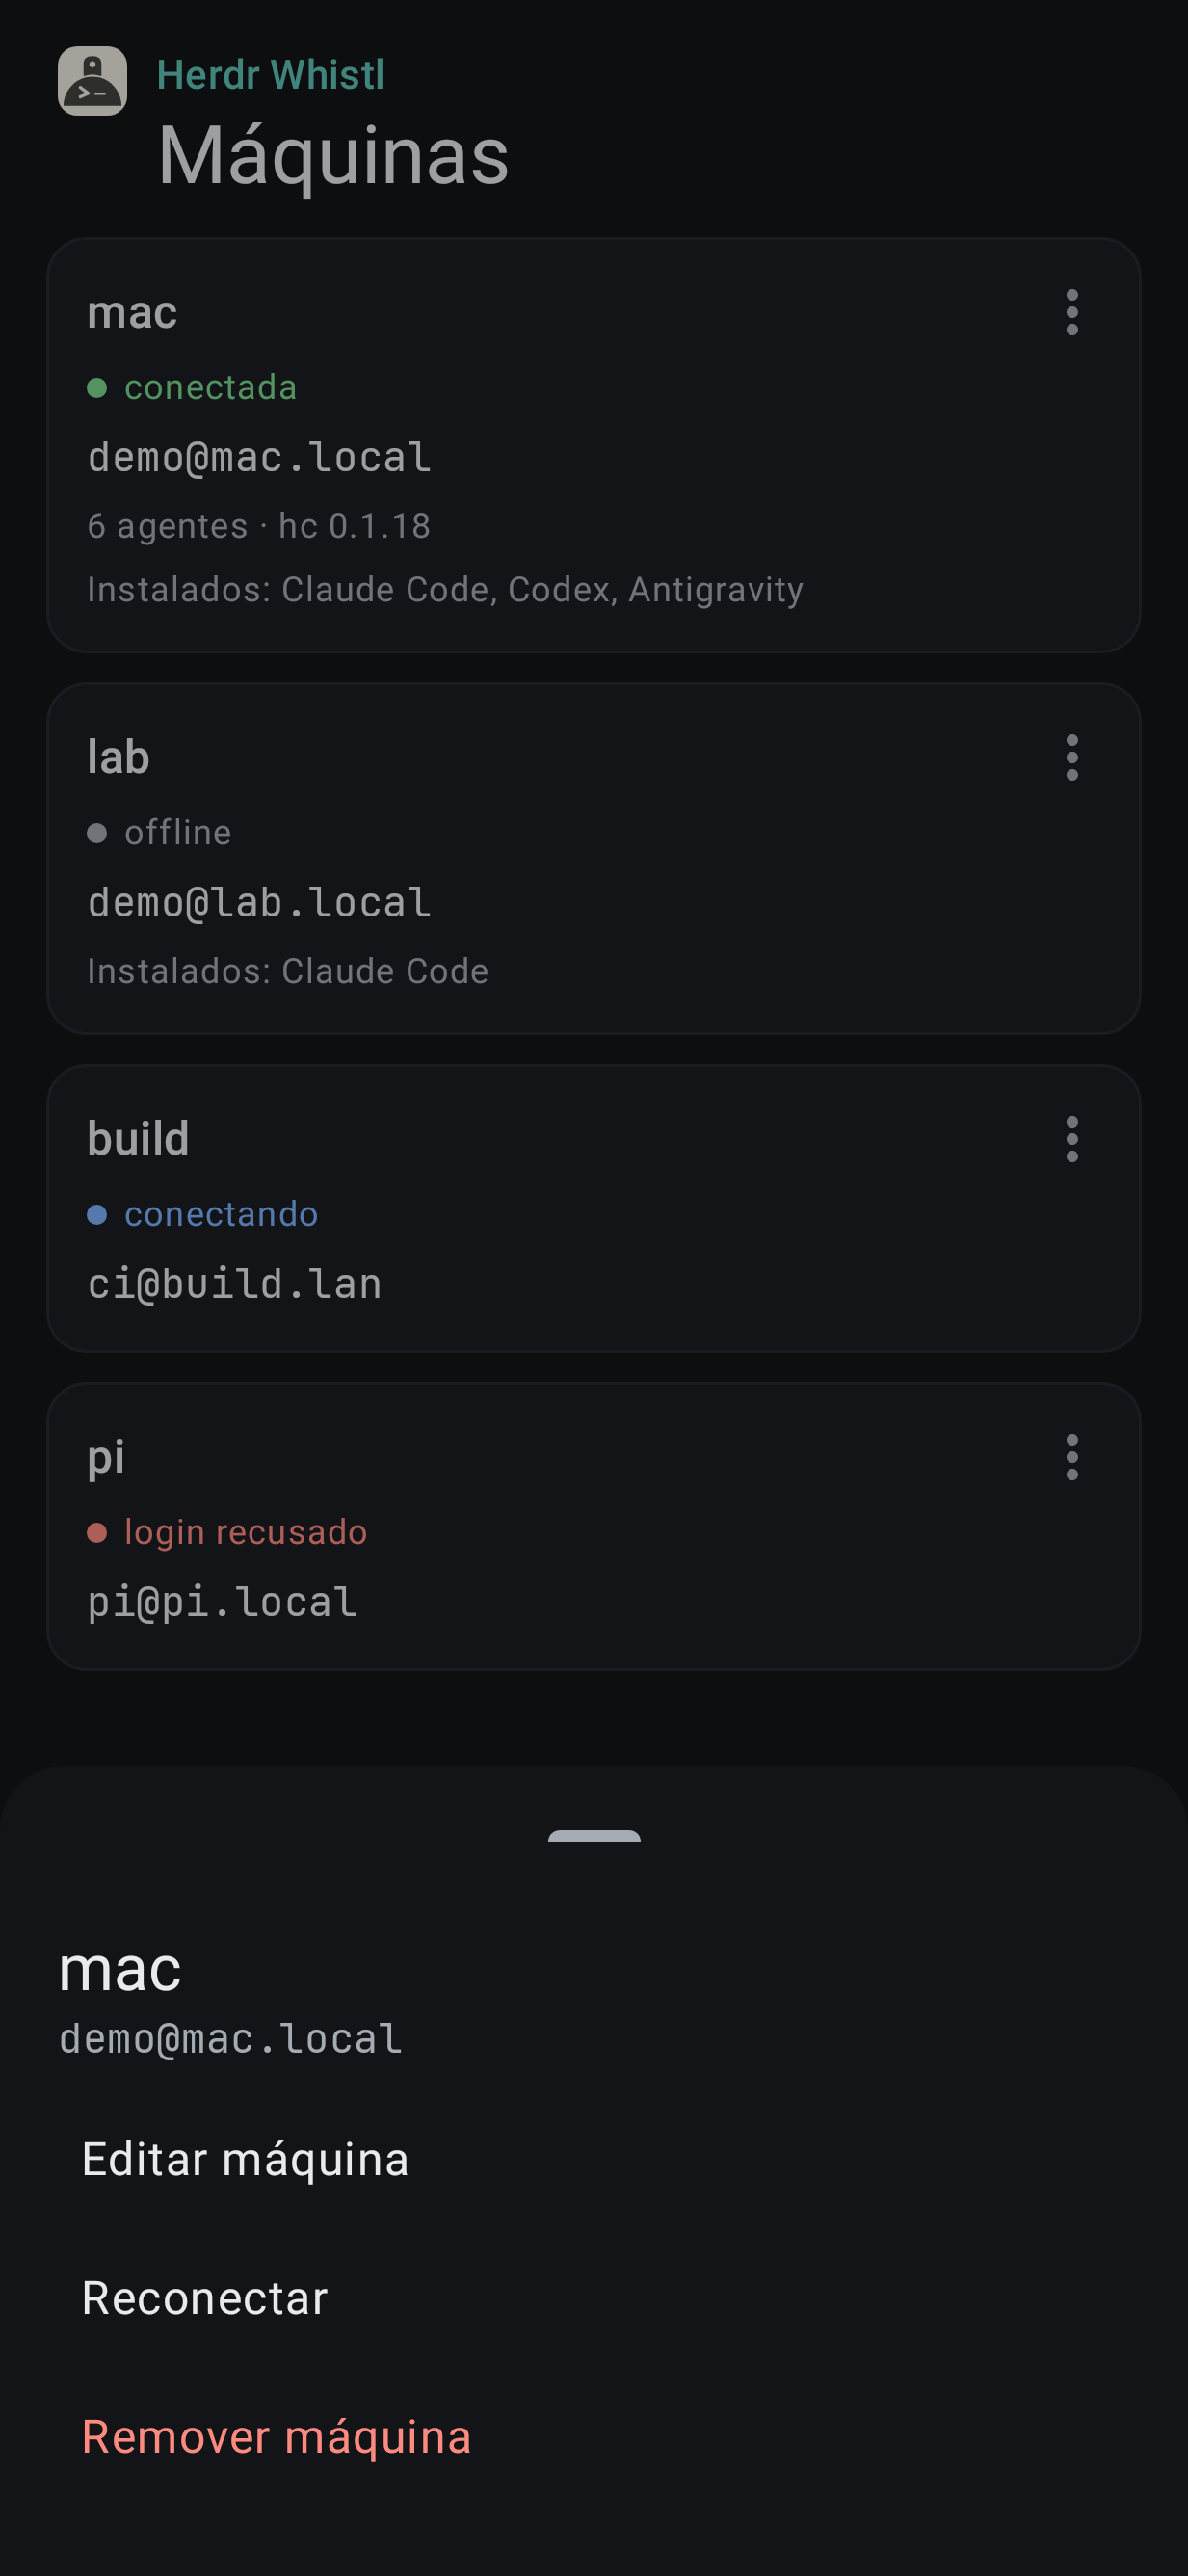 Herdr Whistl
Máquinas
mac
conectada
demo@mac.local
6 agentes · hc 0.1.18
Instalados: Claude Code, Codex, Antigravity
lab
offline
demo@lab.local
Instalados: Claude Code
build
conectando
ci@build.lan
pi
login recusado
pi@pi.local
mac
demo@mac.local
Editar máquina
Reconectar
Remover máquina